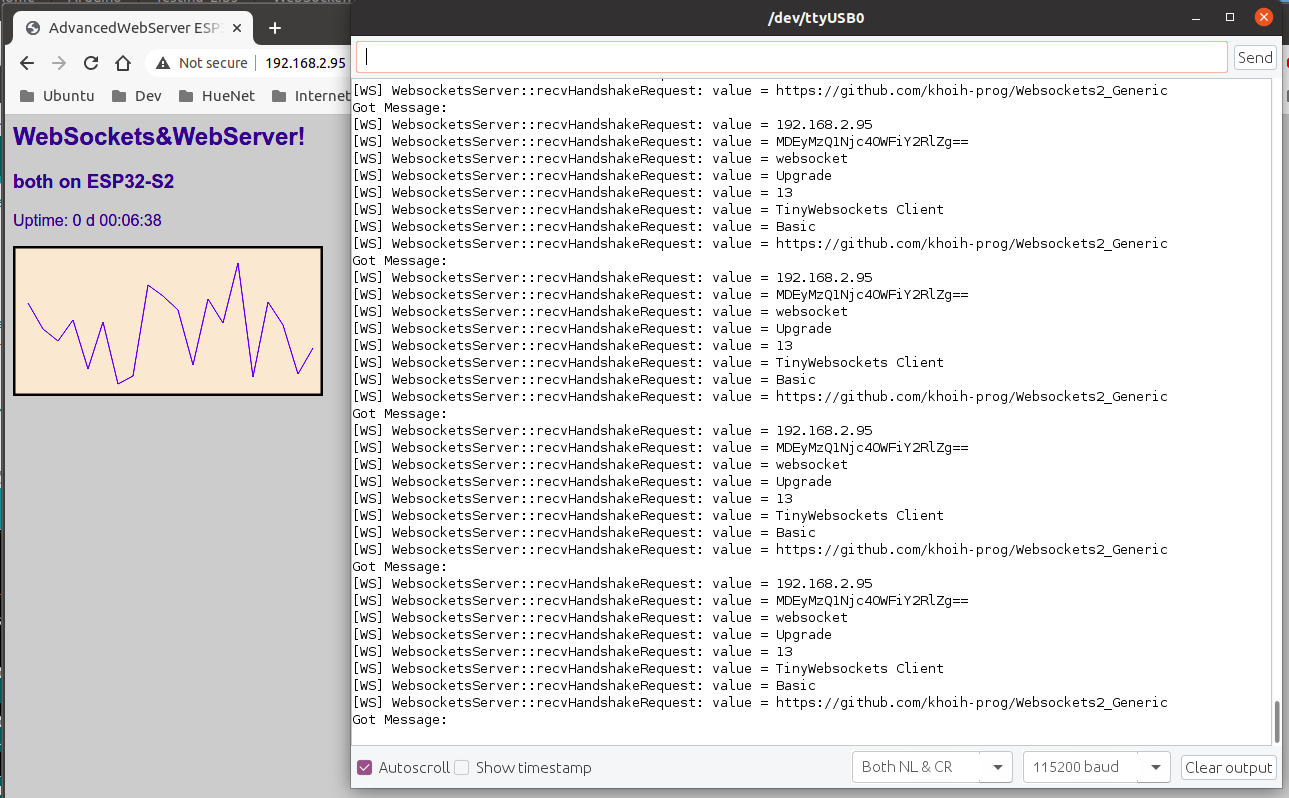 AdvancedWebServer ESP
Not secure
192.168.2.95
Ubuntu
Dev
HueNet
Internet
WebSockets&WebServer!
both on ESP32-S2
Uptime: 0 d 00:06:38
/dev/ttyUSB0
Send
[WS] WebsocketsServer::recvHandshakeRequest: value = https://github.com/khoih-prog/Websockets2_Generic
Got Message:
[WS] WebsocketsServer::recvHandshakeRequest: value = 192.168.2.95
[WS] WebsocketsServer::recvHandshakeRequest: value = MDEyMzQ1Njc4OWFiY2RlZg==
[WS] WebsocketsServer::recvHandshakeRequest: value = websocket
[WS] WebsocketsServer::recvHandshakeRequest: value = Upgrade
[WS] WebsocketsServer::recvHandshakeRequest: value = 13
[WS] WebsocketsServer::recvHandshakeRequest: value = TinyWebsockets Client
[WS] WebsocketsServer::recvHandshakeRequest: value = Basic
[WS] WebsocketsServer::recvHandshakeRequest: value = https://github.com/khoih-prog/Websockets2_Generic
Got Message:
[WS] WebsocketsServer::recvHandshakeRequest: value = 192.168.2.95
[WS] WebsocketsServer::recvHandshakeRequest: value = MDEyMzQ1Njc4OWFiY2RlZg==
[WS] WebsocketsServer::recvHandshakeRequest: value = websocket
[WS] WebsocketsServer::recvHandshakeRequest: value = Upgrade
[WS] WebsocketsServer::recvHandshakeRequest: value = 13
[WS] WebsocketsServer::recvHandshakeRequest: value = TinyWebsockets Client
[WS] WebsocketsServer::recvHandshakeRequest: value = Basic
[WS] WebsocketsServer::recvHandshakeRequest: value = https://github.com/khoih-prog/Websockets2_Generic
Got Message:
[WS] WebsocketsServer::recvHandshakeRequest: value = 192.168.2.95
[WS] WebsocketsServer::recvHandshakeRequest: value = MDEyMzQ1Njc4OWFiY2RlZg==
[WS] WebsocketsServer::recvHandshakeRequest: value = websocket
[WS] WebsocketsServer::recvHandshakeRequest: value = Upgrade
[WS] WebsocketsServer::recvHandshakeRequest: value = 13
[WS] WebsocketsServer::recvHandshakeRequest: value = TinyWebsockets Client
[WS] WebsocketsServer::recvHandshakeRequest: value = Basic
[WS] WebsocketsServer::recvHandshakeRequest: value = https://github.com/khoih-prog/Websockets2_Generic
Got Message:
[WS] WebsocketsServer::recvHandshakeRequest: value = 192.168.2.95
[WS] WebsocketsServer::recvHandshakeRequest: value = MDEyMzQ1Njc4OWFiY2RlZg==
[WS] WebsocketsServer::recvHandshakeRequest: value = websocket
[WS] WebsocketsServer::recvHandshakeRequest: value = Upgrade
[WS] WebsocketsServer::recvHandshakeRequest: value = 13
[WS] WebsocketsServer::recvHandshakeRequest: value = TinyWebsockets Client
[WS] WebsocketsServer::recvHandshakeRequest: value = Basic
[WS] WebsocketsServer::recvHandshakeRequest: value = https://github.com/khoih-prog/Websockets2_Generic
Got Message:
Autoscroll
Show timestamp
Both NL & CR
115200 baud
Clear output